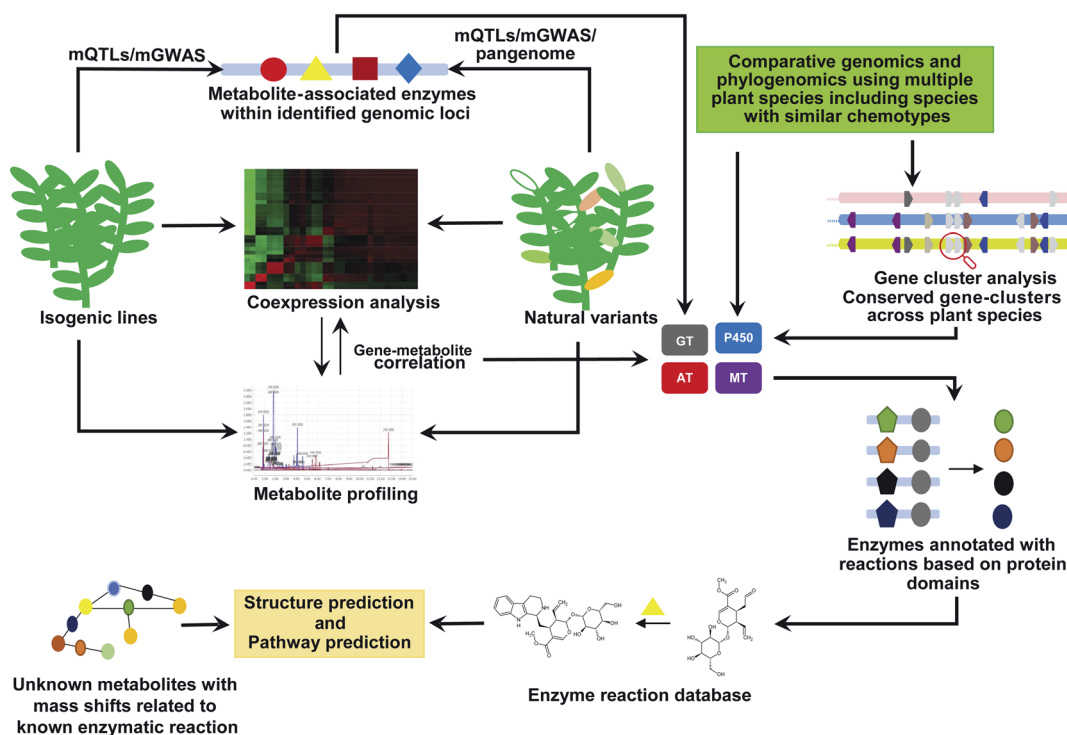 mQTLs/mGWAS
mQTLs/mGWAS/
pangenome
Metabolite-associated enzymes
within identified genomic loci
Comparative genomics and
phylogenomics using multiple
plant species including species
with similar chemotypes
Isogenic lines
Coexpression analysis
Natural variants
Gene cluster analysis
Conserved gene-clusters
across plant species
Gene-metabolite
correlation
GT
P450
AT
MT
Metabolite profiling
Enzymes annotated with
reactions based on protein
domains
Structure prediction
and
Pathway prediction
Unknown metabolites with
mass shifts related to
known enzymatic reaction
Enzyme reaction database